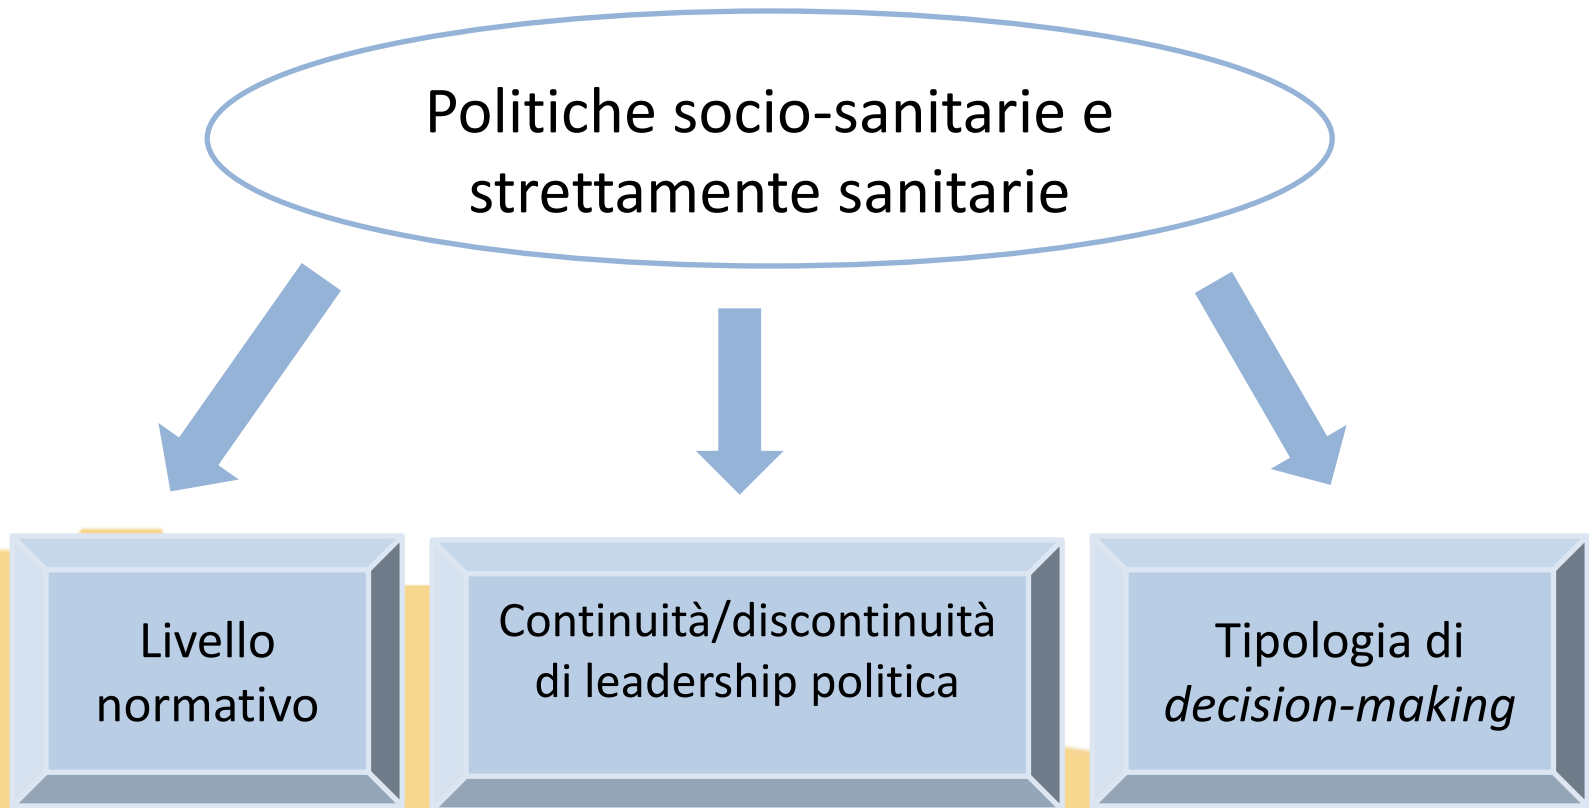 Politiche socio-sanitarie e
strettamente sanitarie
Livello
normativo
Continuità/discontinuità
di leadership politica
Tipologia di
decision-making